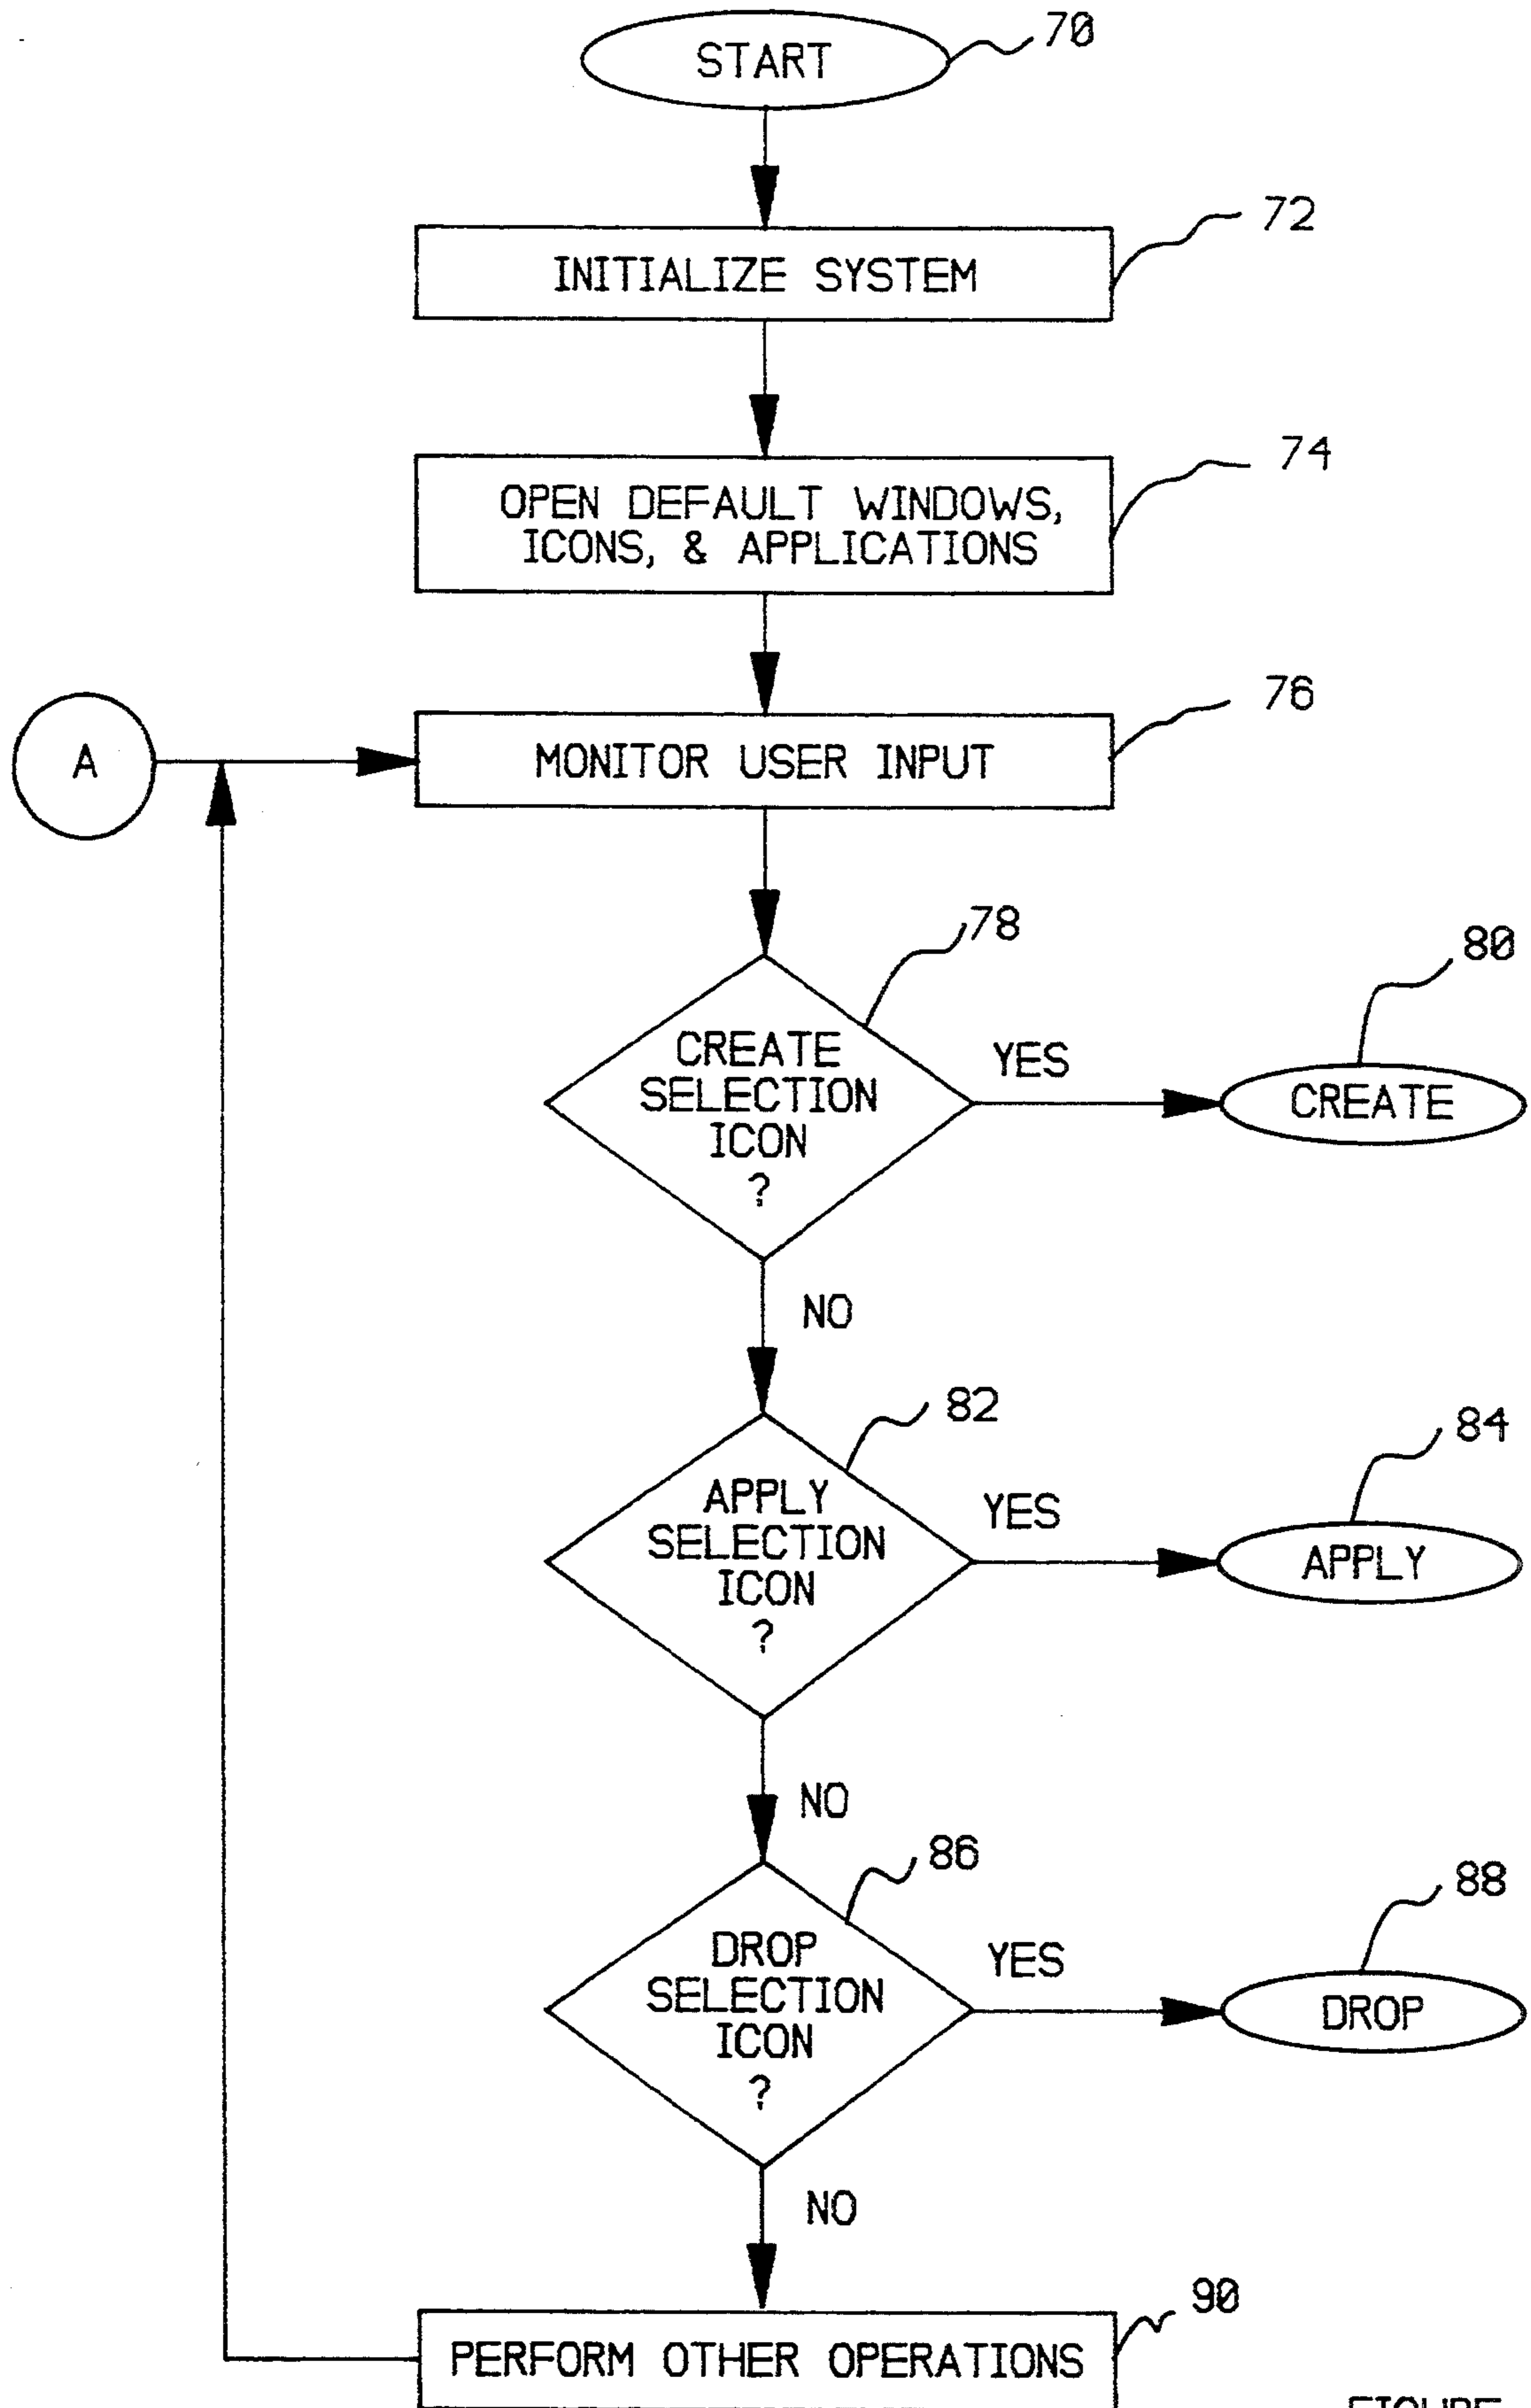 START
70
INITIALIZE SYSTEM
72
OPEN DEFAULT WINDOWS,
ICONS, & APPLICATIONS
74
A
MONITOR USER INPUT
76
CREATE
SELECTION
ICON
?
78
YES
CREATE
80
NO
APPLY
SELECTION
ICON
?
82
YES
APPLY
84
NO
DROP
SELECTION
ICON
?
86
YES
DROP
88
NO
PERFORM OTHER OPERATIONS
90
FIGURE